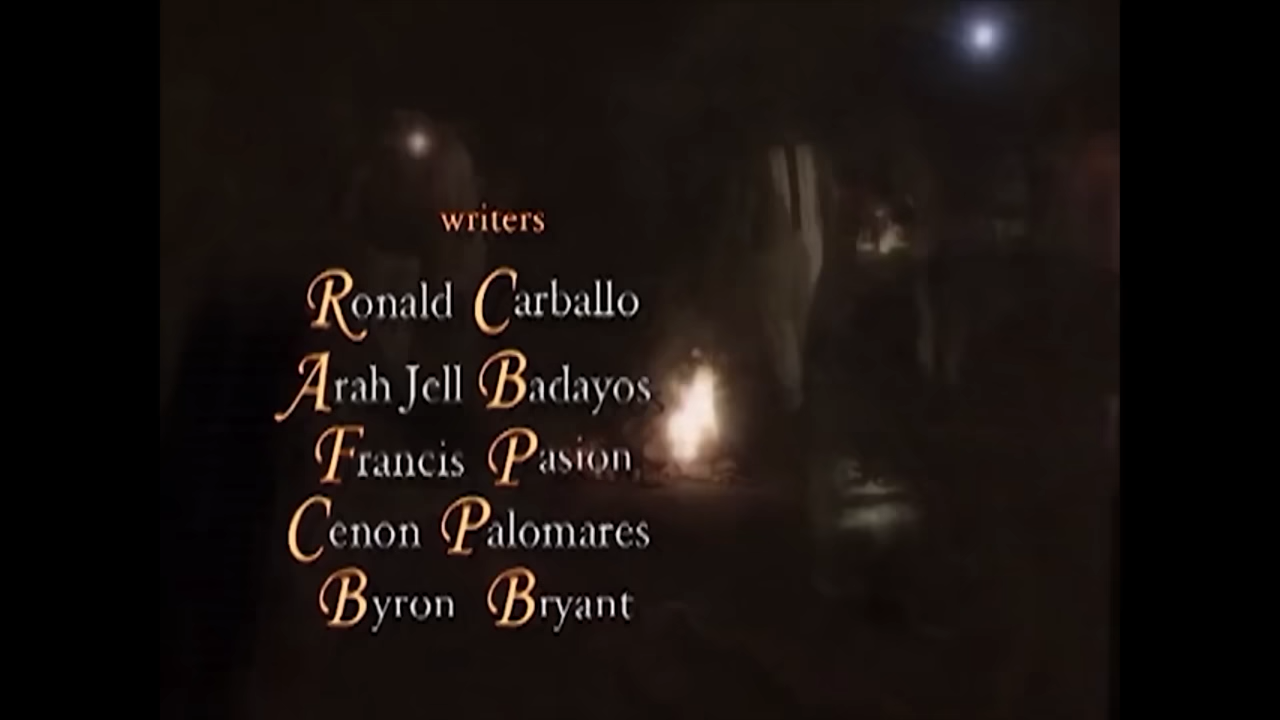 writers
Ronald Carballo
Arah Jell Badayos
Francis Pasion
Cenon Palomares
Byron Bryant